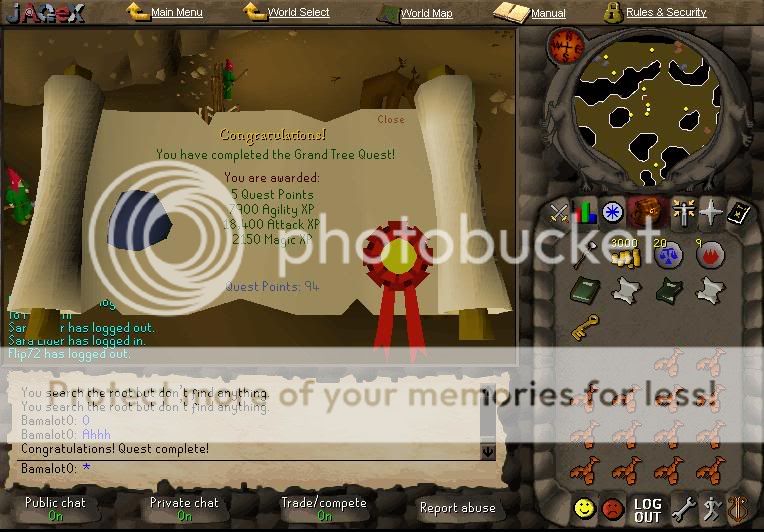 JAGeX Main Menu World Select World Map Manual Rules & Security
Close
Congratulations!
You have completed the Grand Tree Quest!
You are awarded:
5 Quest Points
7900 Agility XP
18,400 Attack XP
2150 Magic XP
Quest Points: 94
3000 20 9
has logged out.
has logged in.
Flip72 has logged out.
photobucket
Protect more of your memories for less!
You search the root but don't find anything.
You search the root but don't find anything.
Bamalot0: O
Bamalot0: Ahhh
Congratulations! Quest complete!
Bamalot0: *
Public chat
On
Private chat
On
Trade/compete
On
Report abuse
LOG
OUT